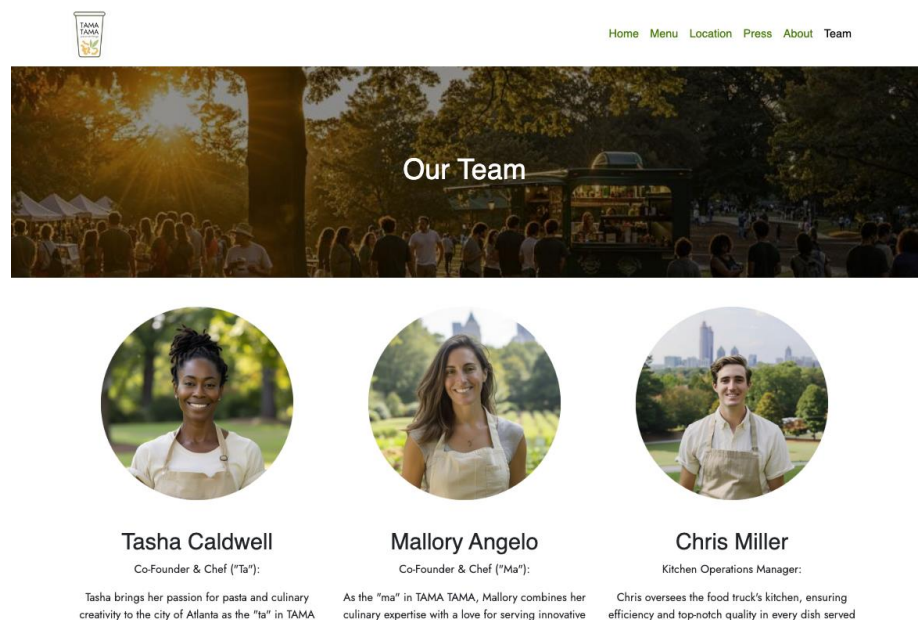 TAMA
TAMA
Home Menu Location Press About Team
Our Team
Tasha Caldwell
Co-Founder & Chef ("Ta"):
Tasha brings her passion for pasta and culinary
creativity to the city of Atlanta as the "ta" in TAMA
Mallory Angelo
Co-Founder & Chef ("Ma"):
As the "ma" in TAMA TAMA, Mallory combines her
culinary expertise with a love for serving innovative
Chris Miller
Kitchen Operations Manager:
Chris oversees the food truck's kitchen, ensuring
efficiency and top-notch quality in every dish served